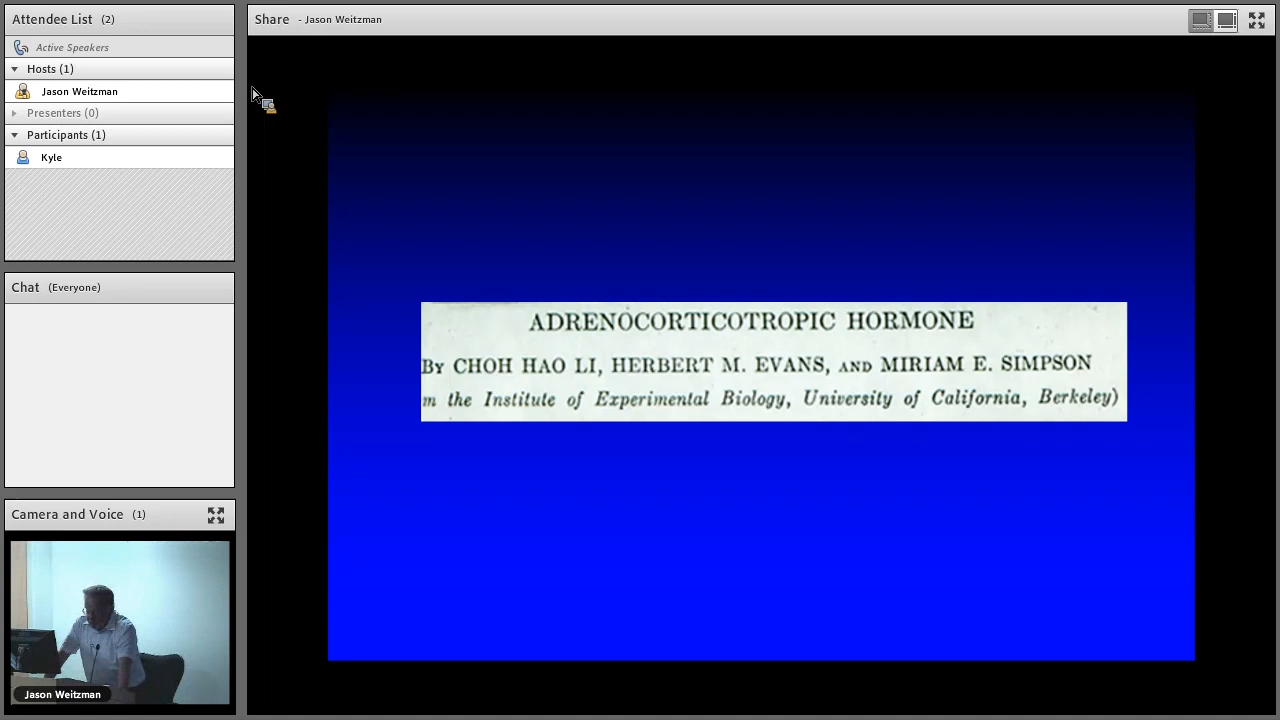 Attendee List (2)
Active Speakers
Hosts (1)
Jason Weitzman
Presenters (0)
Participants (1)
Kyle
Chat (Everyone)
Camera and Voice (1)
Jason Weitzman
Share - Jason Weitzman
ADRENOCORTICOTROPIC HORMONE
BY CHOH HAO LI, HERBERT M. EVANS, AND MIRIAM E. SIMPSON
m the Institute of Experimental Biology, University of California, Berkeley)